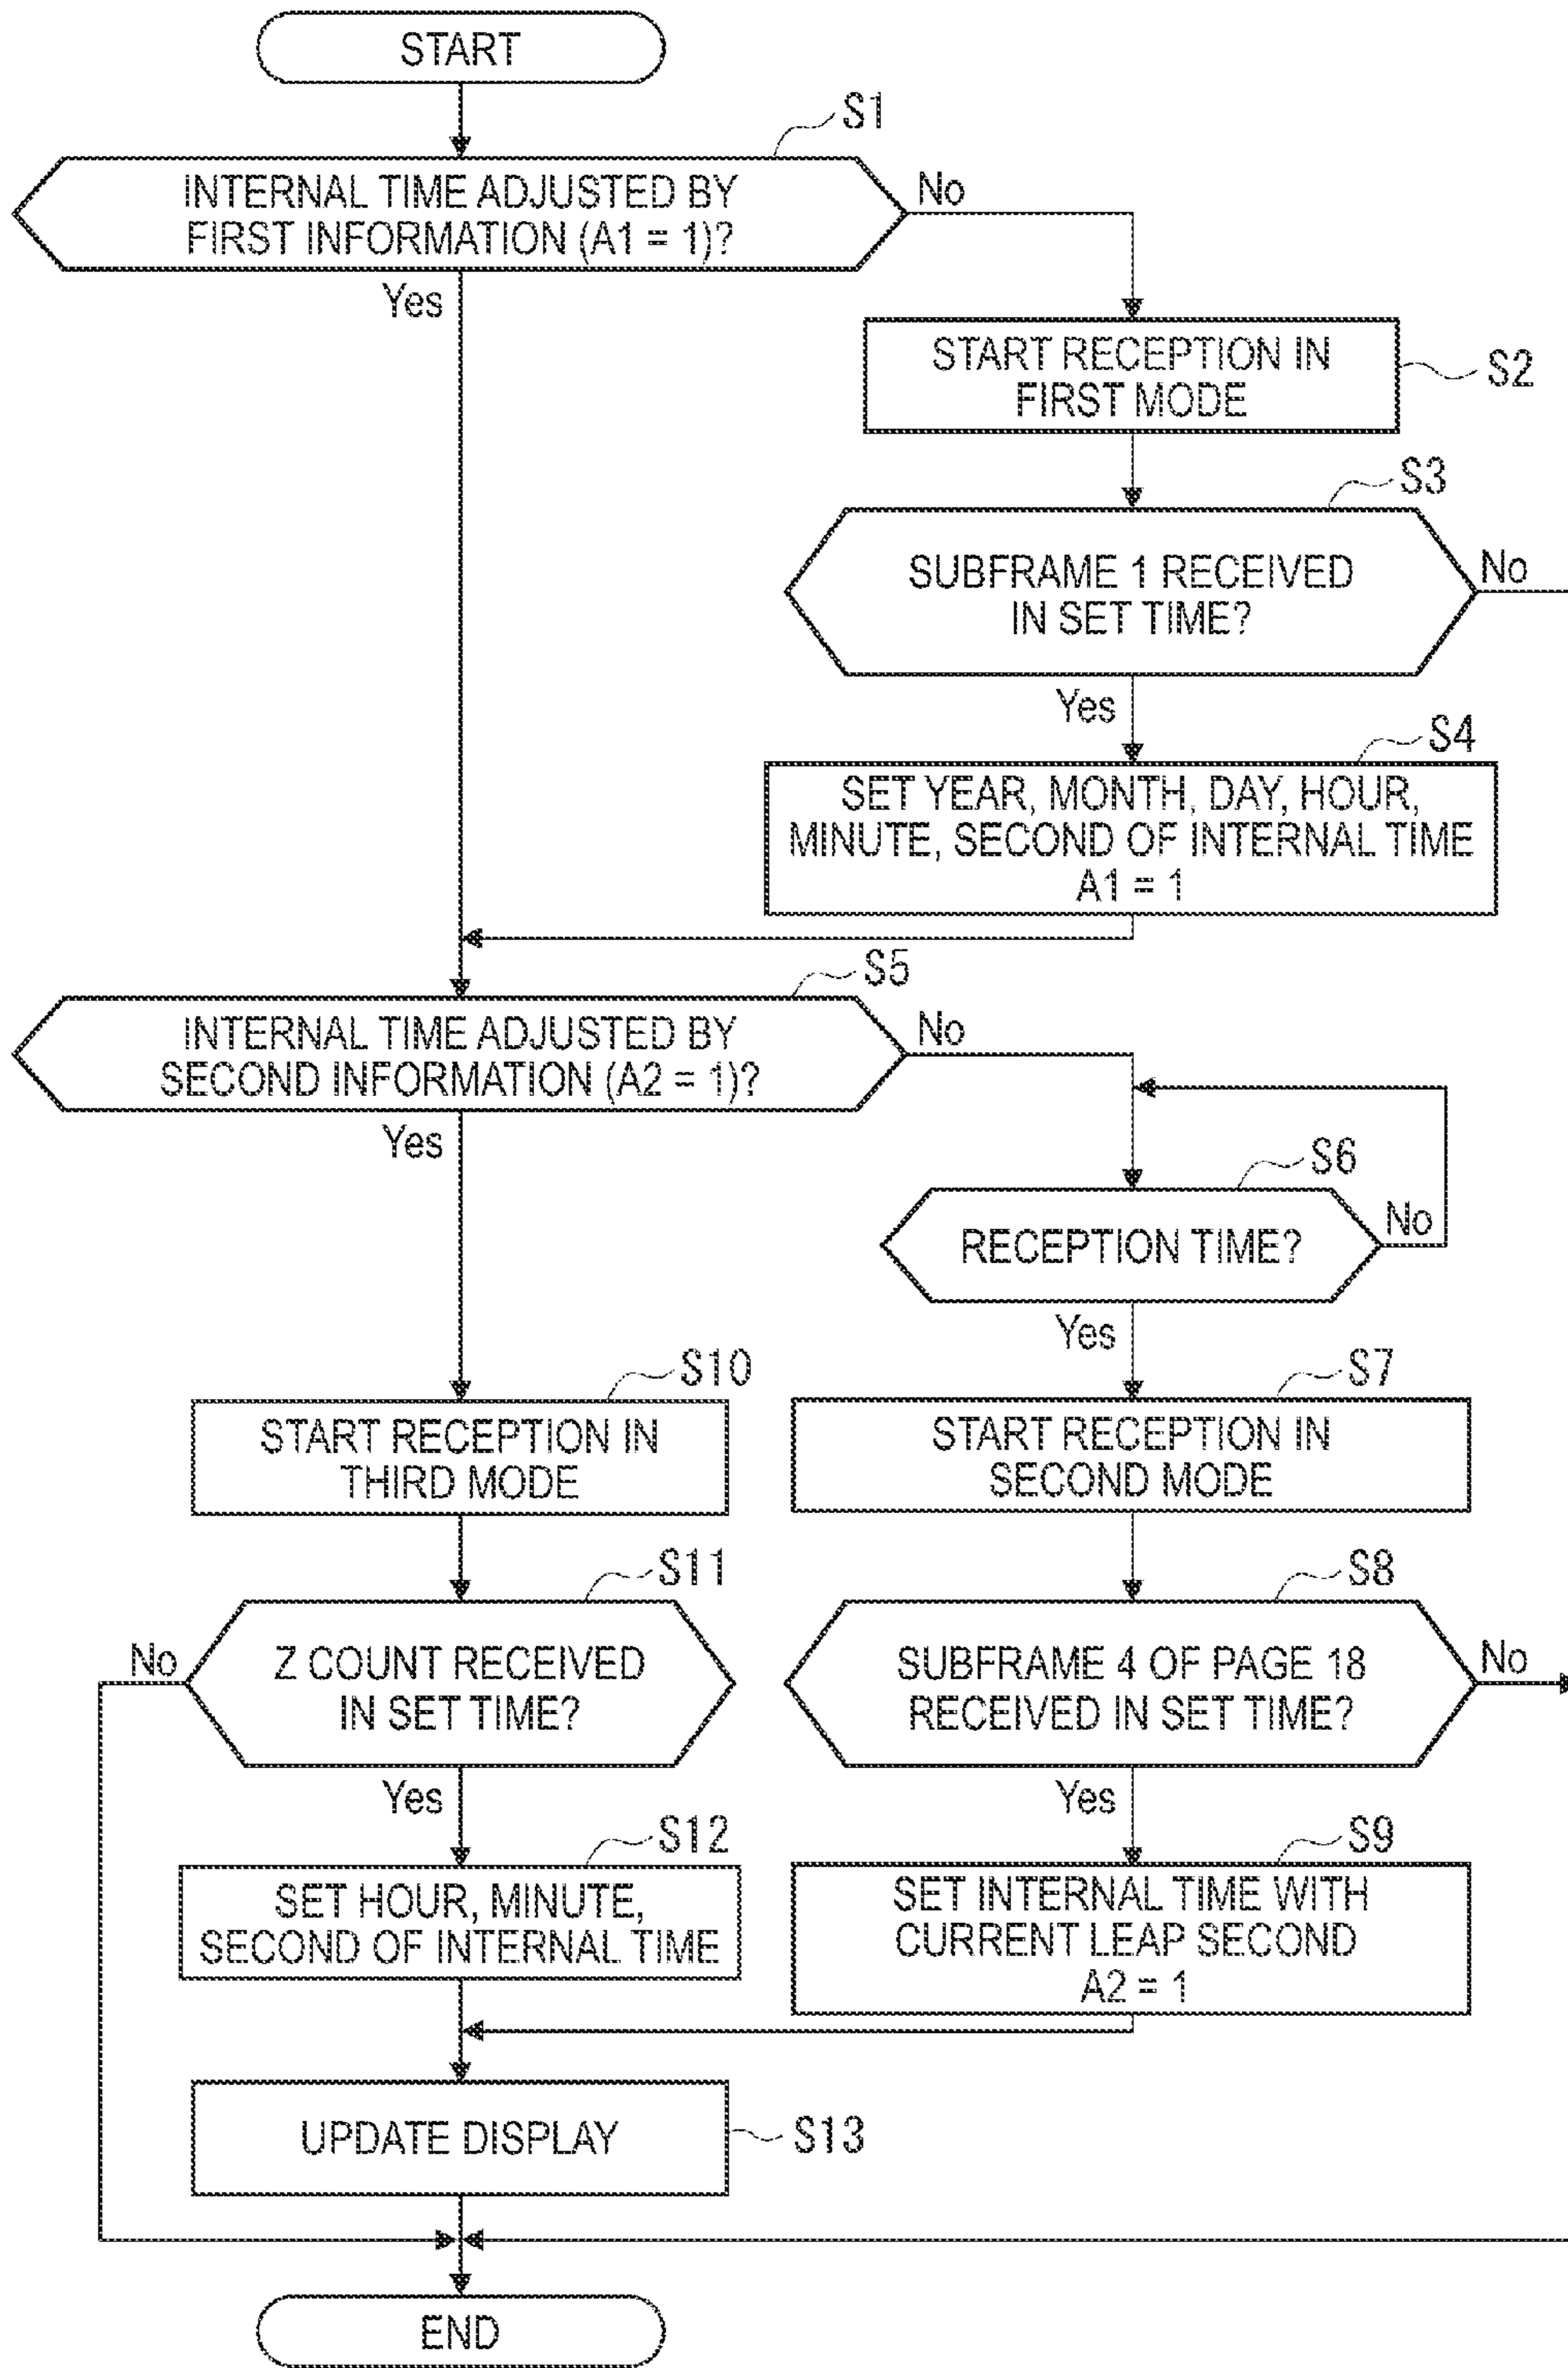 START
S1
INTERNAL TIME ADJUSTED BY
FIRST INFORMATION (A1 = 1)?
No
Yes
START RECEPTION IN
FIRST MODE
S2
S3
SUBFRAME 1 RECEIVED
IN SET TIME?
No
Yes
S4
SET YEAR, MONTH, DAY, HOUR,
MINUTE, SECOND OF INTERNAL TIME
A1 = 1
S5
INTERNAL TIME ADJUSTED BY
SECOND INFORMATION (A2 = 1)?
No
Yes
S6
RECEPTION TIME?
No
Yes
S10
START RECEPTION IN
THIRD MODE
S7
START RECEPTION IN
SECOND MODE
S11
Z COUNT RECEIVED
IN SET TIME?
No
Yes
S8
SUBFRAME 4 OF PAGE 18
RECEIVED IN SET TIME?
No
Yes
S12
SET HOUR, MINUTE,
SECOND OF INTERNAL TIME
S9
SET INTERNAL TIME WITH
CURRENT LEAP SECOND
A2 = 1
UPDATE DISPLAY
S13
END